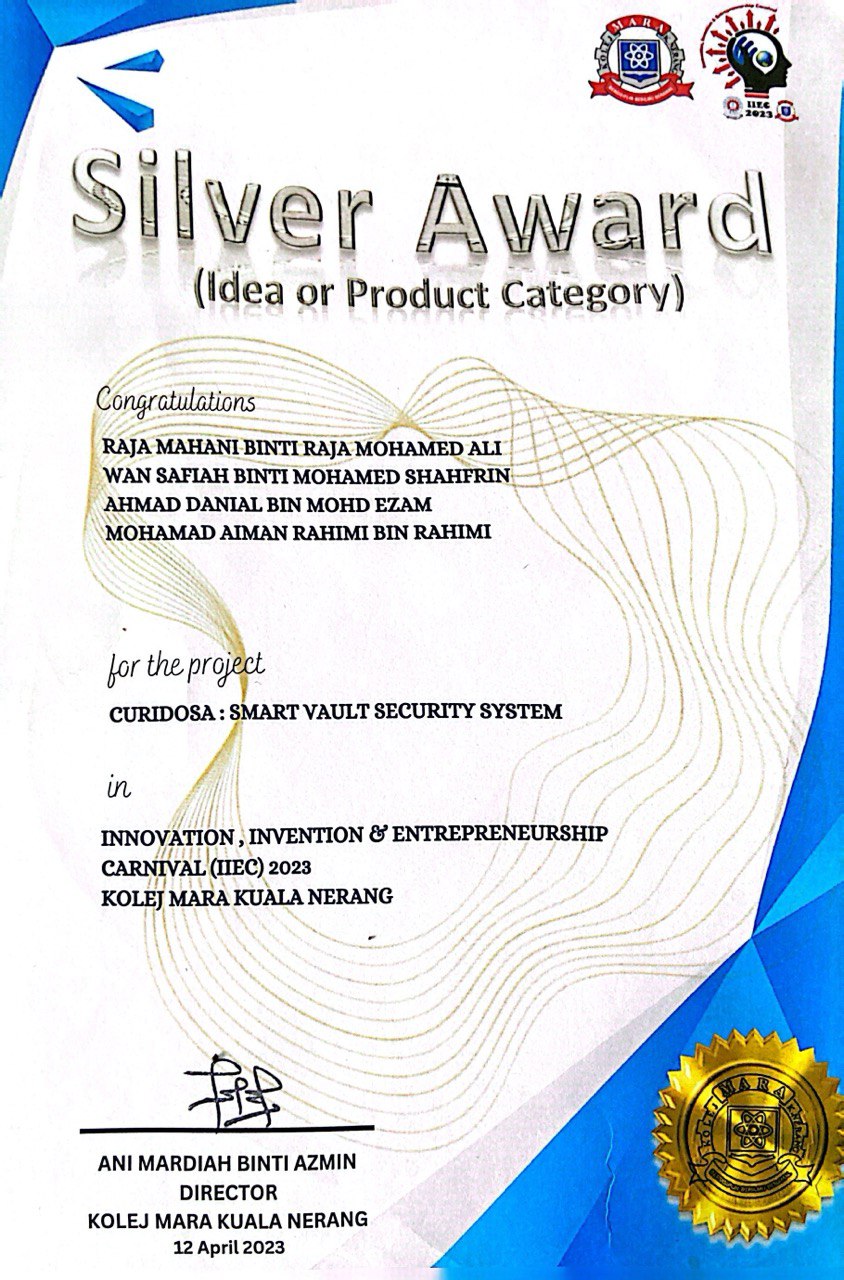 KOLEJ MARA
IIEC
2023
Silver Award
(Idea or Product Category)
Congratulations
RAJA MAHANI BINTI RAJA MOHAMED ALI
WAN SAFIAH BINTI MOHAMED SHAHFRIN
AHMAD DANIAL BIN MOHD EZAM
MOHAMAD AIMAN RAHIMI BIN RAHIMI
for the project
CURIDOSA : SMART VAULT SECURITY SYSTEM
in
INNOVATION , INVENTION & ENTREPRENEURSHIP
CARNIVAL (IIEC) 2023
KOLEJ MARA KUALA NERANG
ANI MARDIAH BINTI AZMIN
DIRECTOR
KOLEJ MARA KUALA NERANG
12 April 2023
KOLEJ MARA